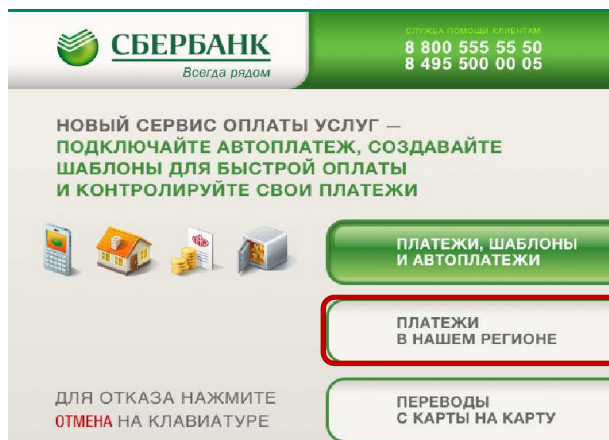 СБЕРБАНК
Всегда рядом
СЛУЖБА ПОМОЩИ КЛИЕНТАМ
8 800 555 55 50
8 495 500 00 05
НОВЫЙ СЕРВИС ОПЛАТЫ УСЛУГ —
ПОДКЛЮЧАЙТЕ АВТОПЛАТЕЖ, СОЗДАВАЙТЕ
ШАБЛОНЫ ДЛЯ БЫСТРОЙ ОПЛАТЫ
И КОНТРОЛИРУЙТЕ СВОИ ПЛАТЕЖИ
ПЛАТЕЖИ, ШАБЛОНЫ
И АВТОПЛАТЕЖИ
ПЛАТЕЖИ
В НАШЕМ РЕГИОНЕ
ДЛЯ ОТКАЗА НАЖМИТЕ
ОТМЕНА НА КЛАВИАТУРЕ
ПЕРЕВОДЫ
С КАРТЫ НА КАРТУ